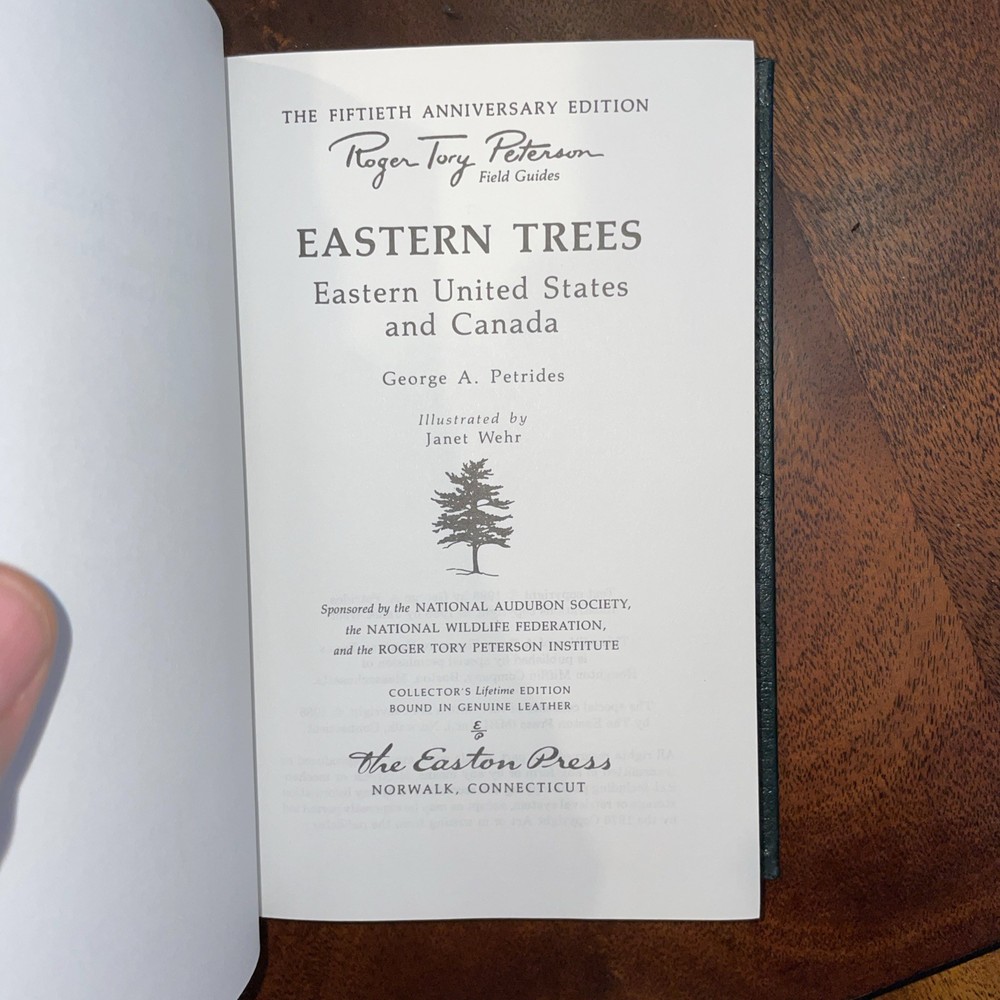 THE FIFTIETH ANNIVERSARY EDITION
Roger Tory Peterson
Field Guides
EASTERN TREES
Eastern United States
and Canada
George A. Petrides
Illustrated by
Janet Wehr
Sponsored by the NATIONAL AUDUBON SOCIETY,
the NATIONAL WILDLIFE FEDERATION,
and the ROGER TORY PETERSON INSTITUTE
COLLECTOR'S Lifetime EDITION
BOUND IN GENUINE LEATHER
E
P
the Easton Press
NORWALK, CONNECTICUT